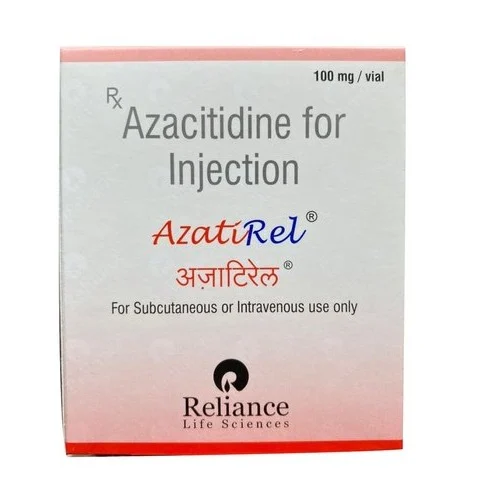 100 mg / vial
Rx
Azacitidine for
Injection
AzatiRel®
अज़ाटिरेल®
For Subcutaneous or Intravenous use only
Reliance
Life Sciences